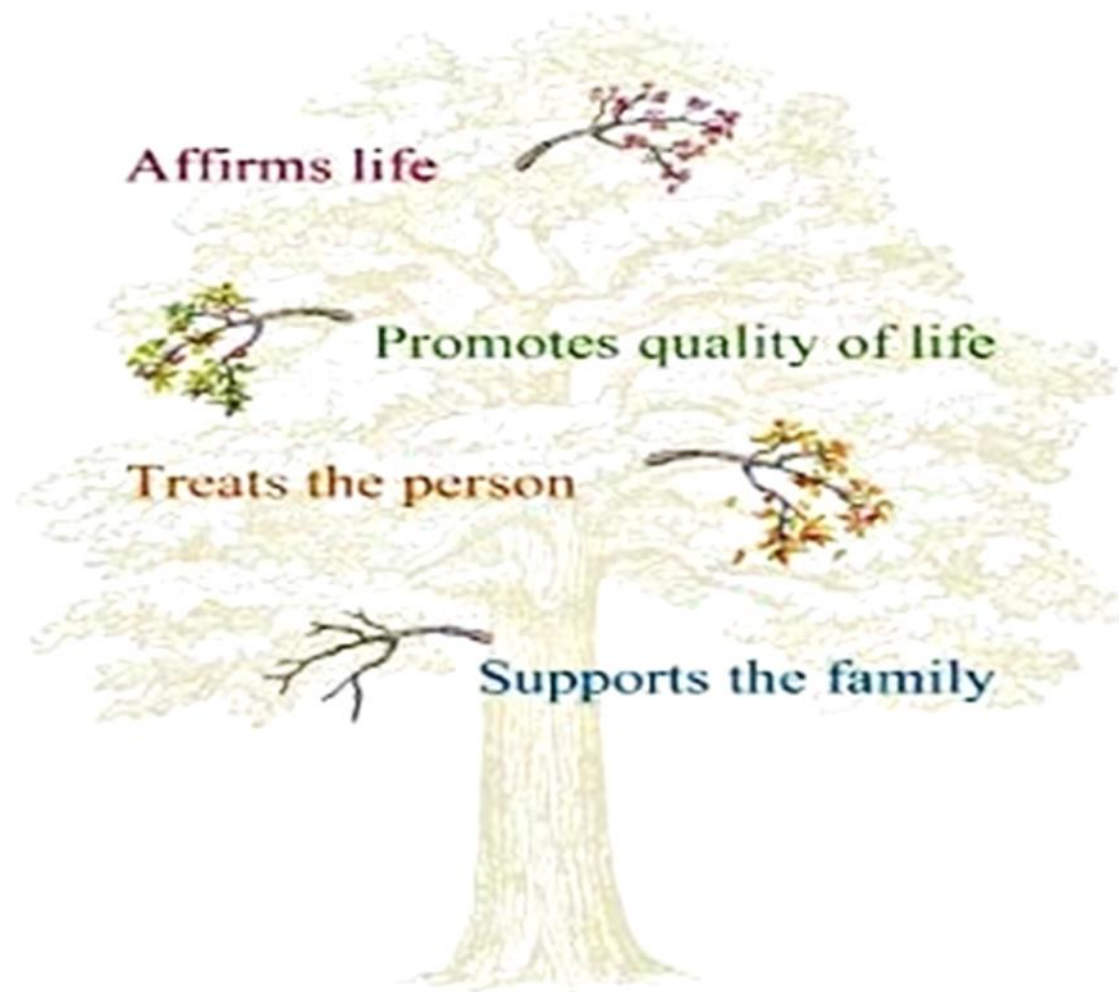 Affirms life
Promotes quality of life
Treats the person
Supports the family